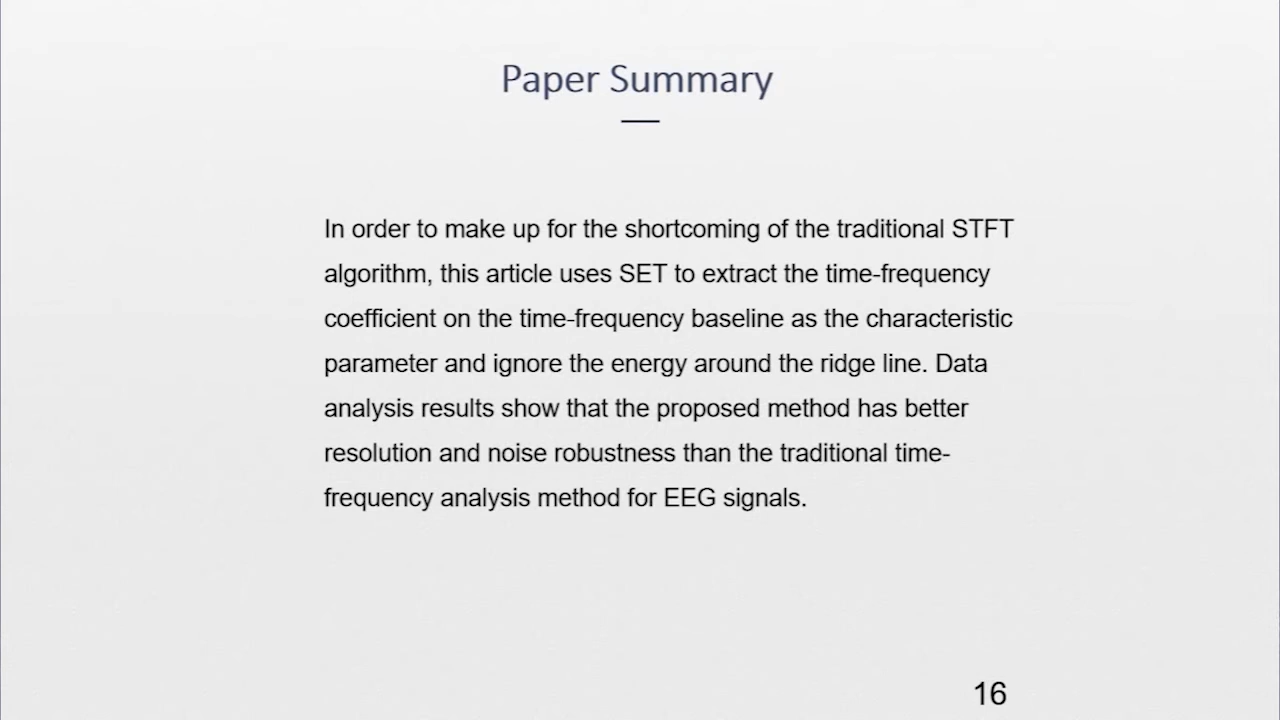 Paper Summary
In order to make up for the shortcoming of the traditional STFT
algorithm, this article uses SET to extract the time-frequency
coefficient on the time-frequency baseline as the characteristic
parameter and ignore the energy around the ridge line. Data
analysis results show that the proposed method has better
resolution and noise robustness than the traditional time-
frequency analysis method for EEG signals.
16